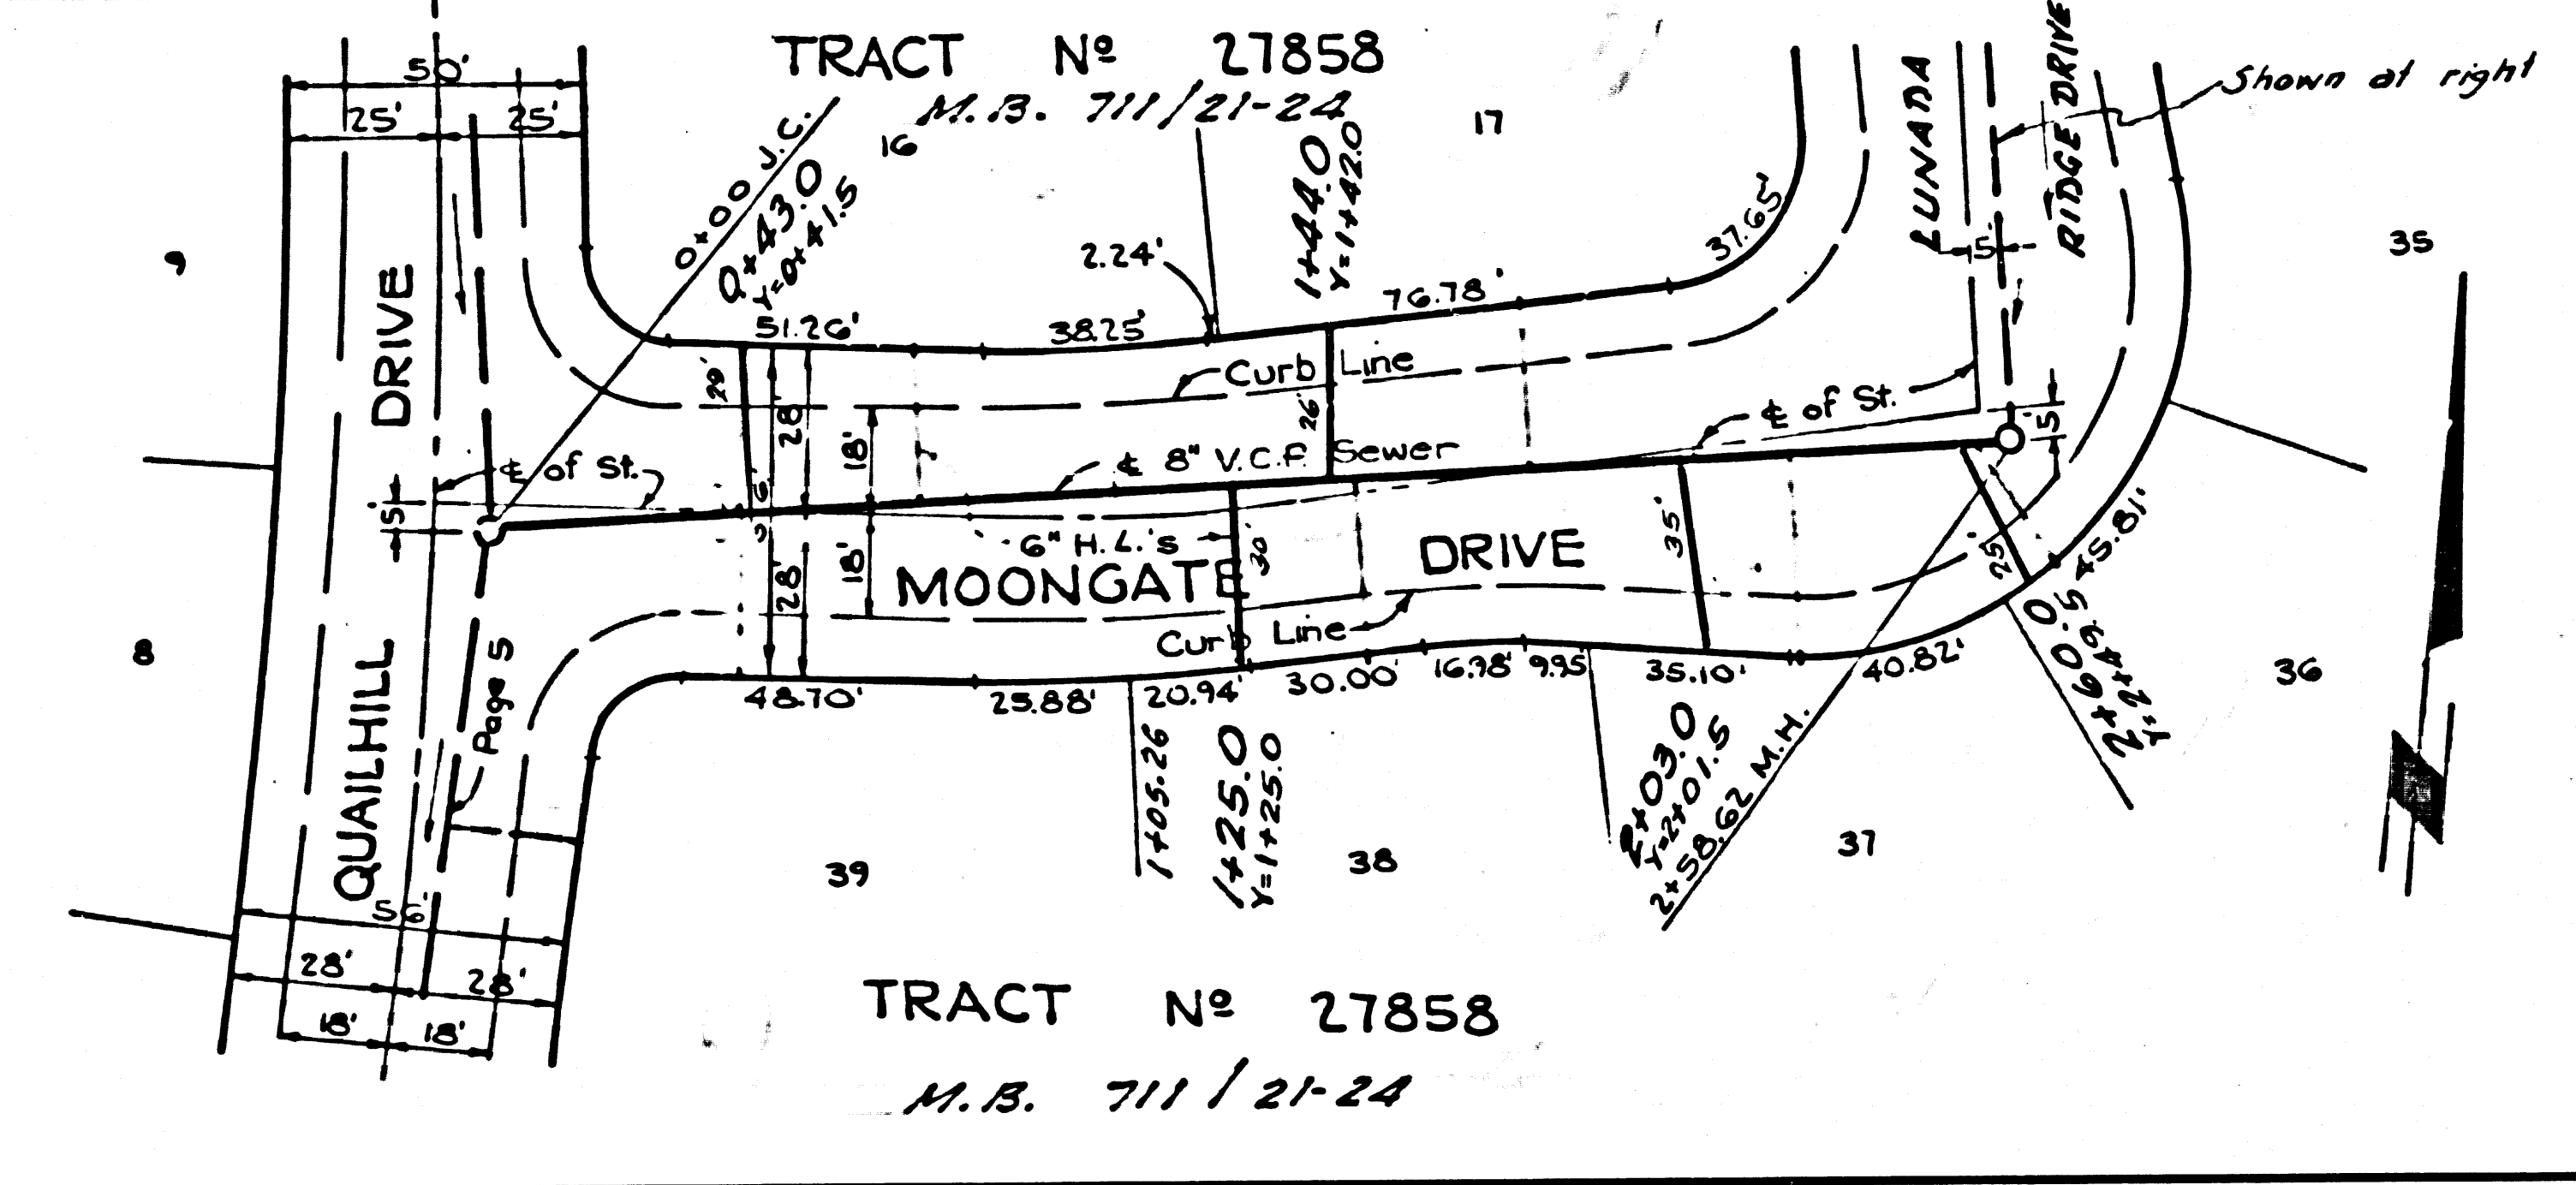 TRACT Nº 27858
M.B. 711/21-24
50'
25' 25'
16
17
9
35
0+00 J.C.
0+43.0
Y=0+41.5
1+44.0
Y=1+42.0
LUNADA
RIDGE DRIVE
Shown at right
5'
37.65'
2.24'
51.26'
38.25'
76.78'
Curb Line
29'
28'
18'
26'
℄ of St.
℄ 8" V.C.P. Sewer
℄ of St.
5'
5'
6" H.L.'s
30'
35'
25'
28'
18'
MOONGATE DRIVE
Curb Line
QUAILHILL DRIVE
Page 5
48.70'
25.88'
20.94'
30.00'
16.98'
9.95'
35.10'
40.82'
45.81'
1+05.26
1+25.0
Y=1+25.0
2+03.0
Y=2+01.5
2+58.62 M.H.
2+60.0
Y=2+49.5
8
36
39
38
37
56'
28' 28'
18' 18'
TRACT Nº 27858
M.B. 711/21-24